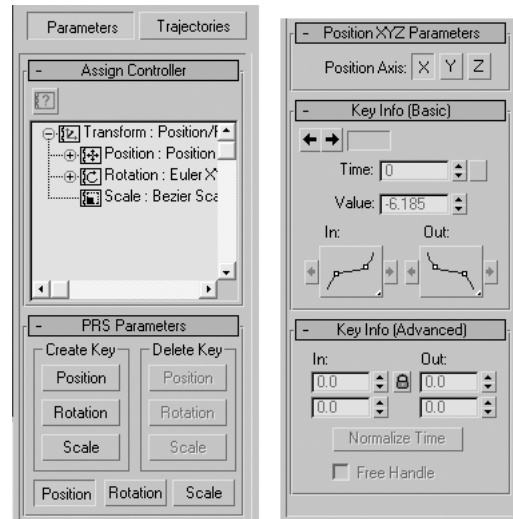 Parameters Trajectories
- Assign Controller
Transform : Position/
Position : Position
Rotation : Euler X
Scale : Bezier Sca
- PRS Parameters
Create Key Delete Key
Position Position
Rotation Rotation
Scale Scale
Position Rotation Scale
- Position XYZ Parameters
Position Axis: X Y Z
- Key Info (Basic)
Time: 0
Value: -6.185
In: Out:
- Key Info (Advanced)
In: Out:
0.0 0.0
0.0 0.0
Normalize Time
Free Handle